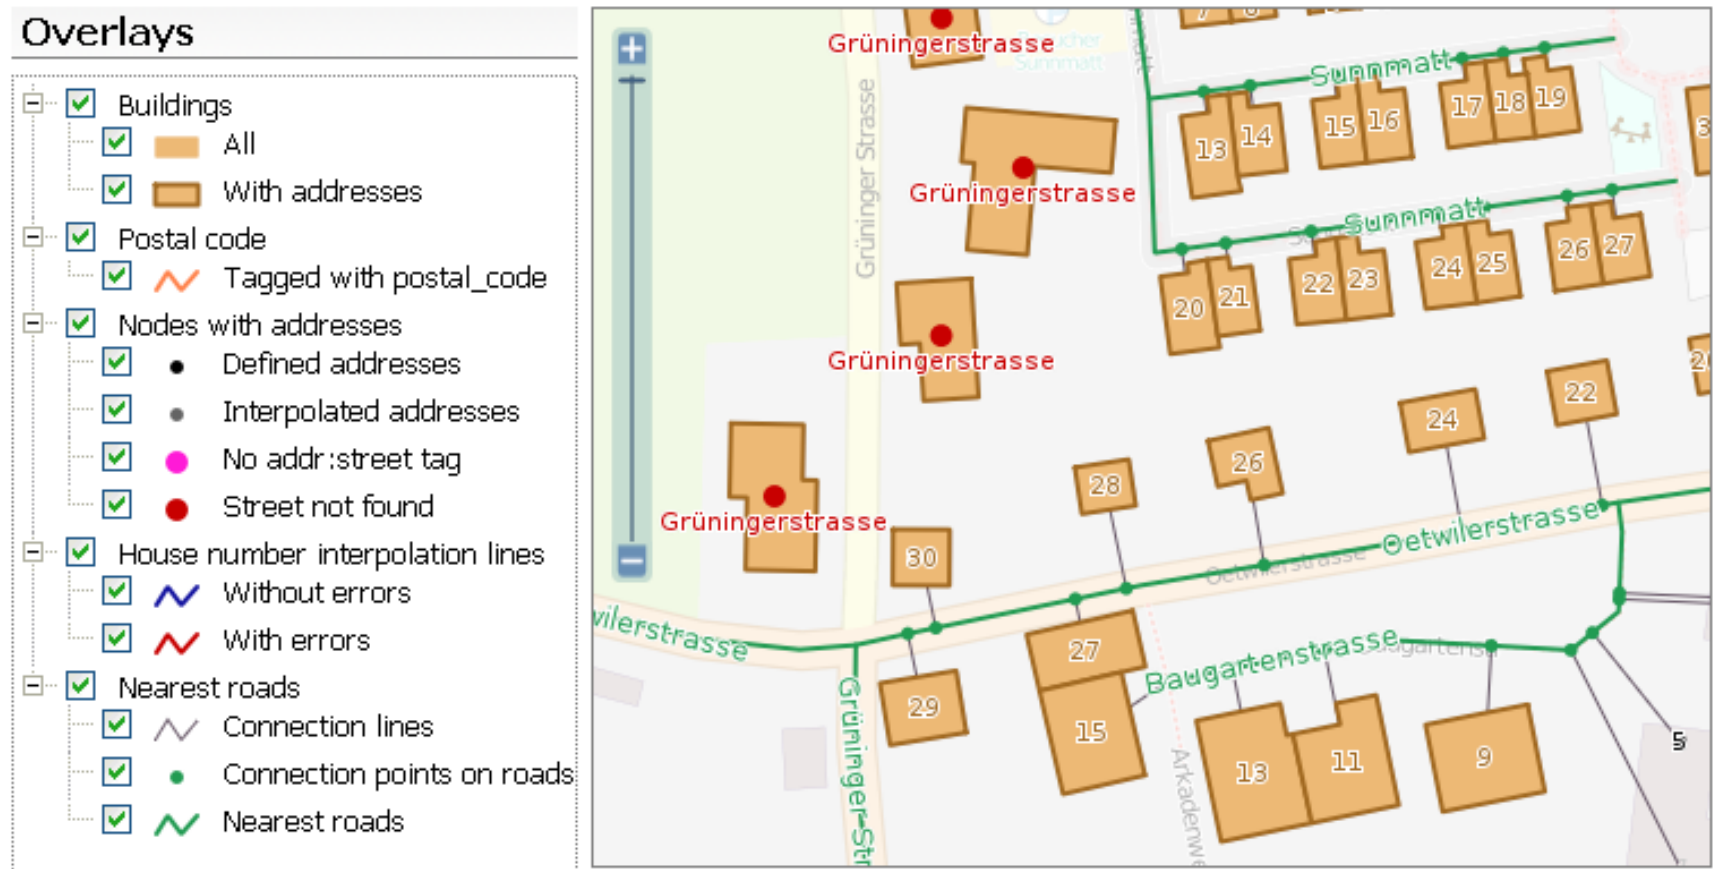 Overlays
Buildings
All
With addresses
Postal code
Tagged with postal_code
Nodes with addresses
Defined addresses
Interpolated addresses
No addr:street tag
Street not found
House number interpolation lines
Without errors
With errors
Nearest roads
Connection lines
Connection points on roads
Nearest roads
+
−
Grüningerstrasse
Sunnmatt
Sunnmatt
13
14
15
16
17
18
19
Grüninger Strasse
Grüningerstrasse
Sunnmatt
20
21
22
23
24
25
26
27
Grüningerstrasse
22
24
26
28
Grüningerstrasse
30
Oetwilerstrasse
Oetwilerstrasse
wilerstrasse
27
Baugartenstrasse
29
15
13
11
9
5
Grüninger-Str
Arkadenwe